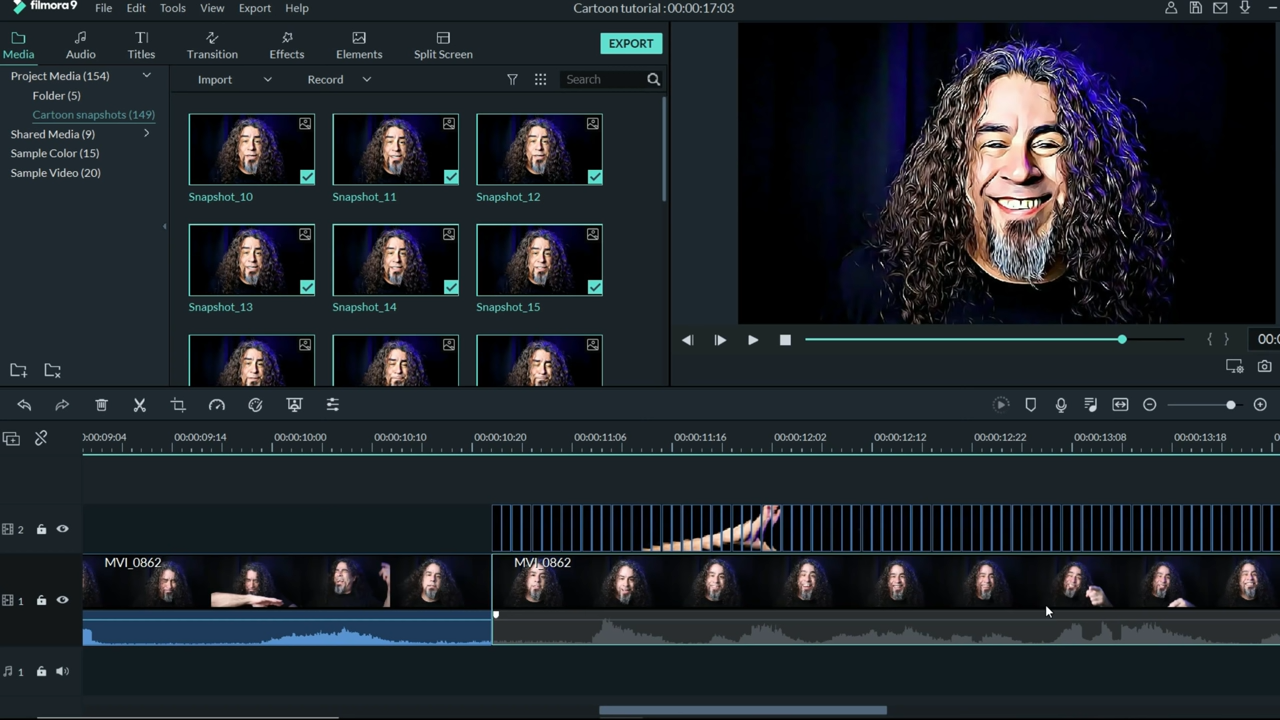 filmora9 File Edit Tools View Export Help Cartoon tutorial : 00:00:17:03
Media Audio Titles Transition Effects Elements Split Screen EXPORT
Project Media (154)
Folder (5)
Cartoon snapshots (149)
Shared Media (9)
Sample Color (15)
Sample Video (20)
Import Record Search
Snapshot_10 Snapshot_11 Snapshot_12
Snapshot_13 Snapshot_14 Snapshot_15
00:0
00:00:09:04 00:00:09:14 00:00:10:00 00:00:10:10 00:00:10:20 00:00:11:06 00:00:11:16 00:00:12:02 00:00:12:12 00:00:12:22 00:00:13:08 00:00:13:18
2
MVI_0862 MVI_0862
1
1